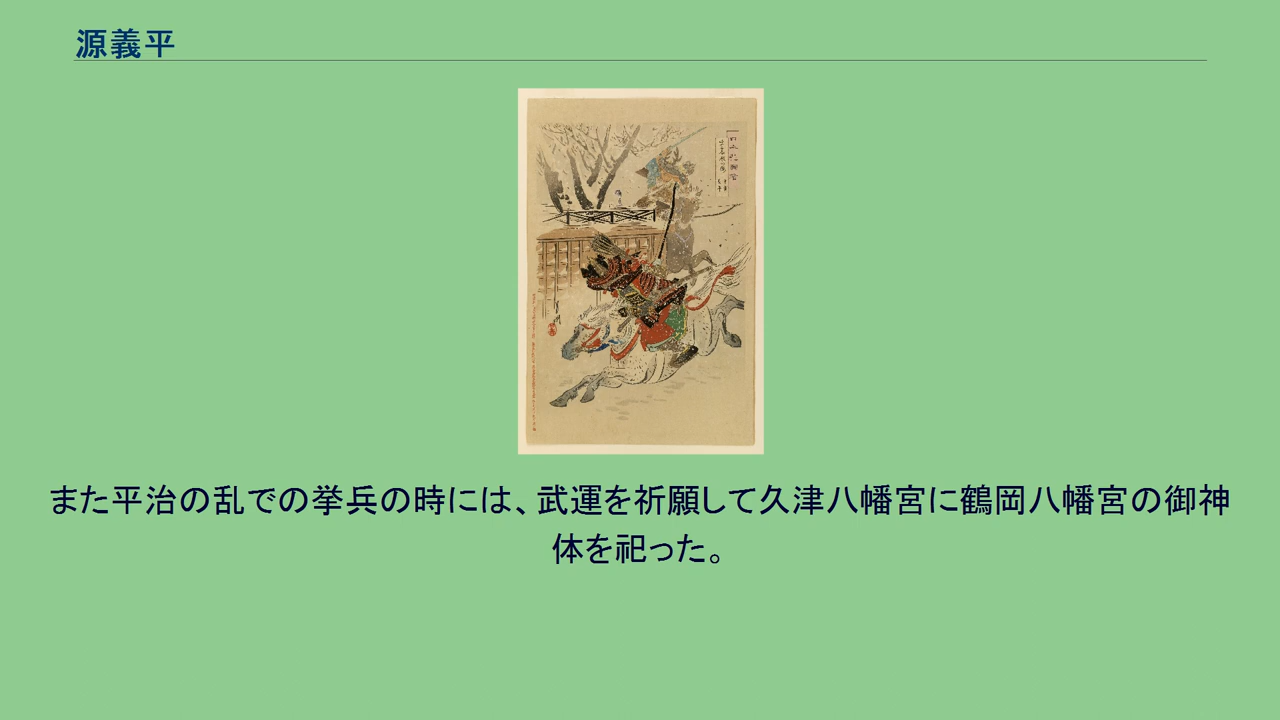 源義平
また平治の乱での挙兵の時には、武運を祈願して久津八幡宮に鶴岡八幡宮の御神
体を祀った。